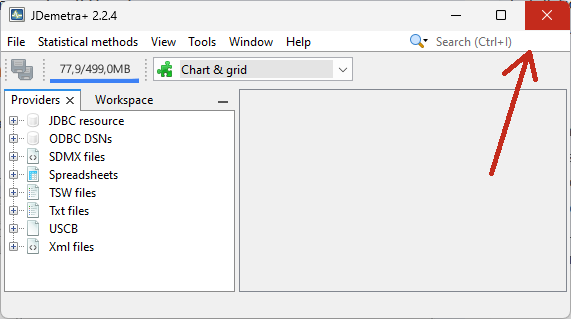 JDemetra+ 2.2.4
File Statistical methods View Tools Window Help Search (Ctrl+I)
77,9/499,0MB Chart & grid
Providers Workspace
JDBC resource
ODBC DSNs
SDMX files
Spreadsheets
TSW files
Txt files
USCB
Xml files